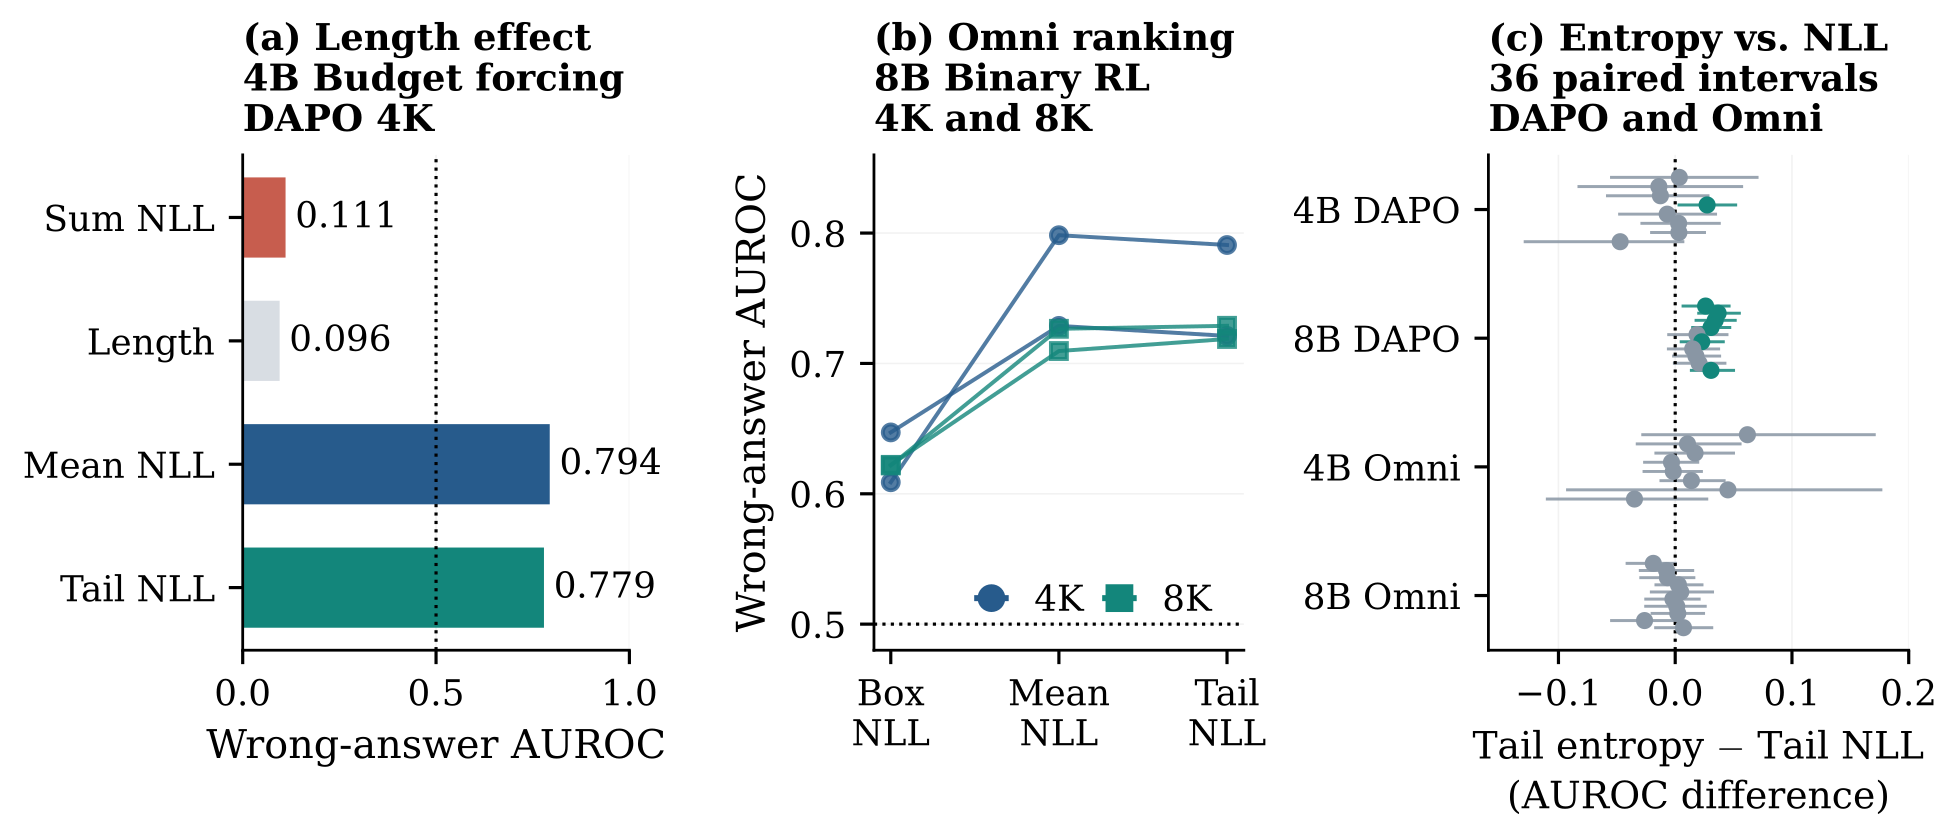 (a) Length effect
4B Budget forcing
DAPO 4K
Sum NLL
0.111
Length
0.096
Mean NLL
0.794
Tail NLL
0.779
0.0
0.5
1.0
Wrong-answer AUROC
(b) Omni ranking
8B Binary RL
4K and 8K
Wrong-answer AUROC
0.8
0.7
0.6
0.5
4K
8K
Box
NLL
Mean
NLL
Tail
NLL
(c) Entropy vs. NLL
36 paired intervals
DAPO and Omni
4B DAPO
8B DAPO
4B Omni
8B Omni
−0.1
0.0
0.1
0.2
Tail entropy − Tail NLL
(AUROC difference)